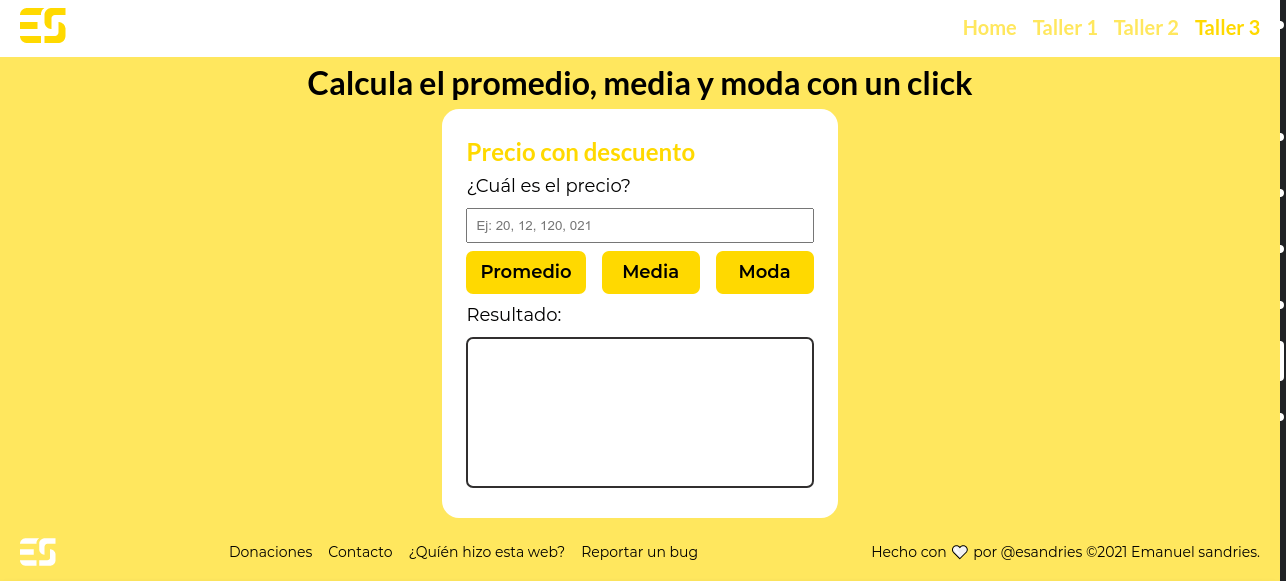 ES
Home Taller 1 Taller 2 Taller 3
Calcula el promedio, media y moda con un click
Precio con descuento
¿Cuál es el precio?
Ej: 20, 12, 120, 021
Promedio Media Moda
Resultado:
ES Donaciones Contacto ¿Quíén hizo esta web? Reportar un bug Hecho con por @esandries ©2021 Emanuel sandries.